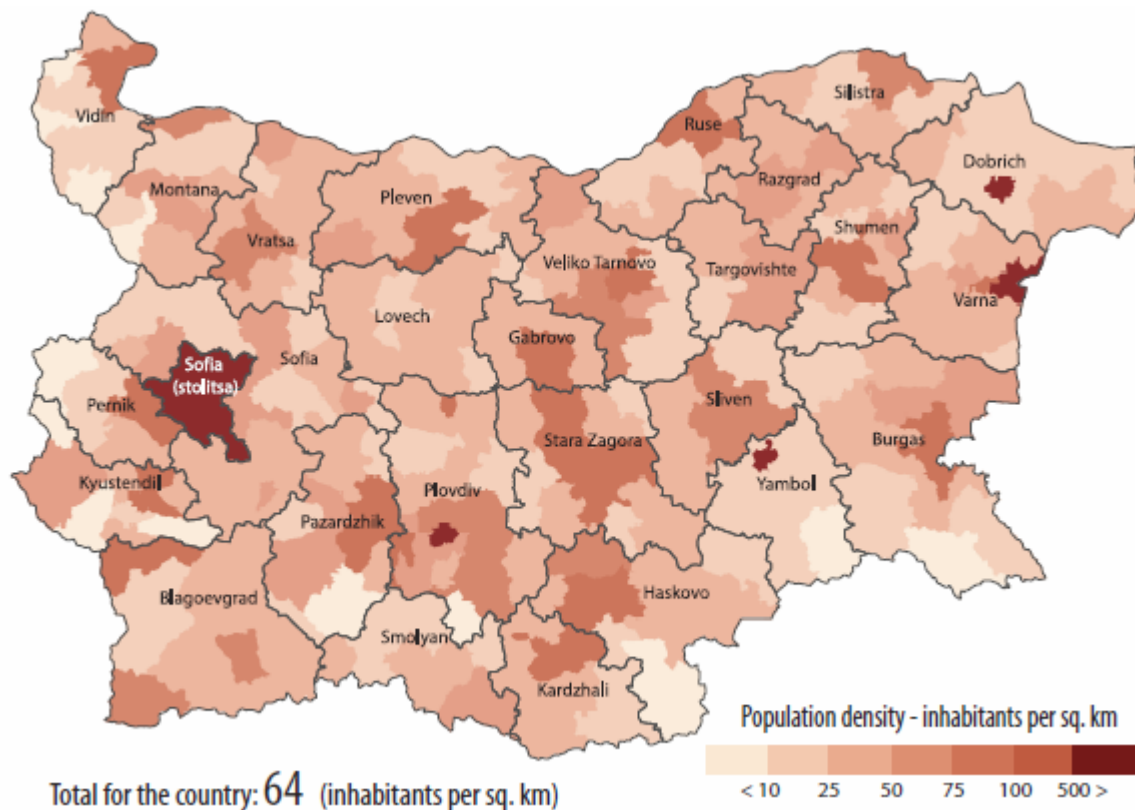 Vidin
Montana
Vratsa
Pleven
Lovech
Veliko Tarnovo
Gabrovo
Ruse
Razgrad
Silistra
Dobrich
Shumen
Targovishte
Varna
Sofia
(stolitsa)
Sofia
Pernik
Kyustendil
Pazardzhik
Plovdiv
Stara Zagora
Sliven
Yambol
Burgas
Blagoevgrad
Smolyan
Haskovo
Kardzhali
Population density - inhabitants per sq. km
< 10 25 50 75 100 500 >
Total for the country: 64 (inhabitants per sq. km)